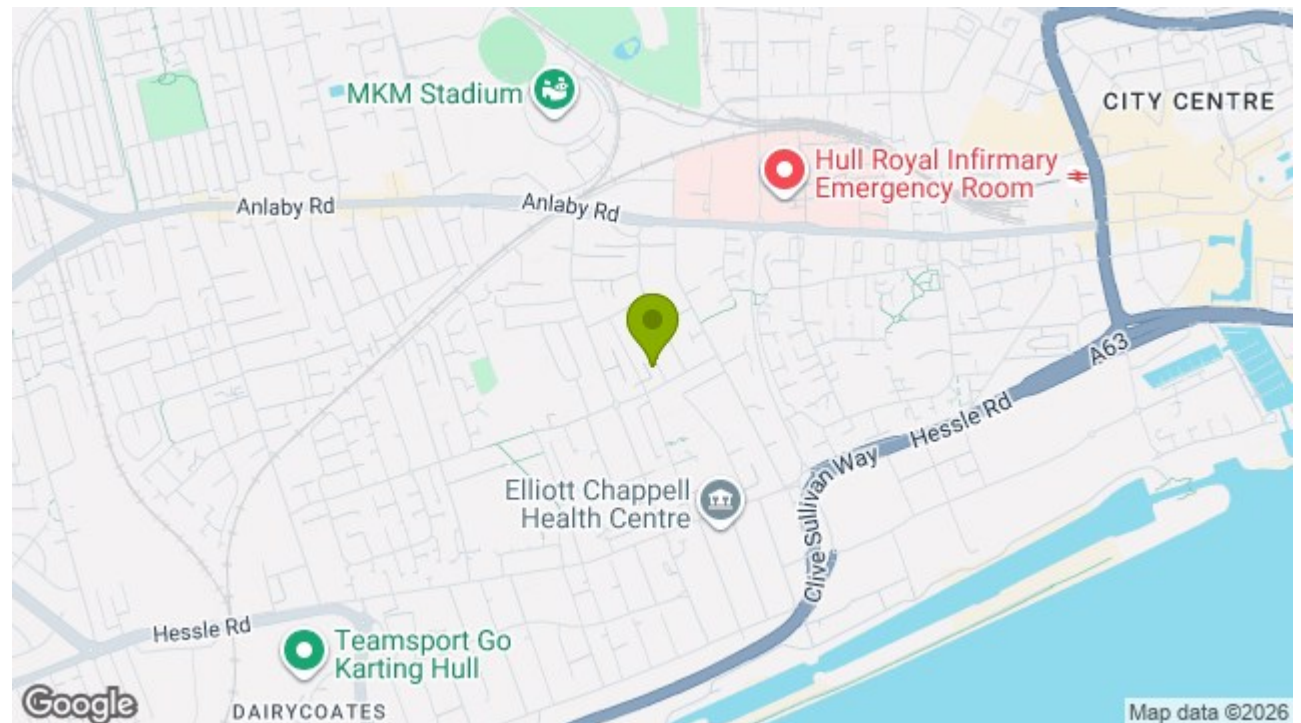 MKM Stadium
CITY CENTRE
Hull Royal Infirmary
Emergency Room
Anlaby Rd
Anlaby Rd
A63
Hessle Rd
Clive Sullivan Way
Elliott Chappell
Health Centre
Hessle Rd
Teamsport Go
Karting Hull
DAIRYCOATES
Google
Map data ©2026